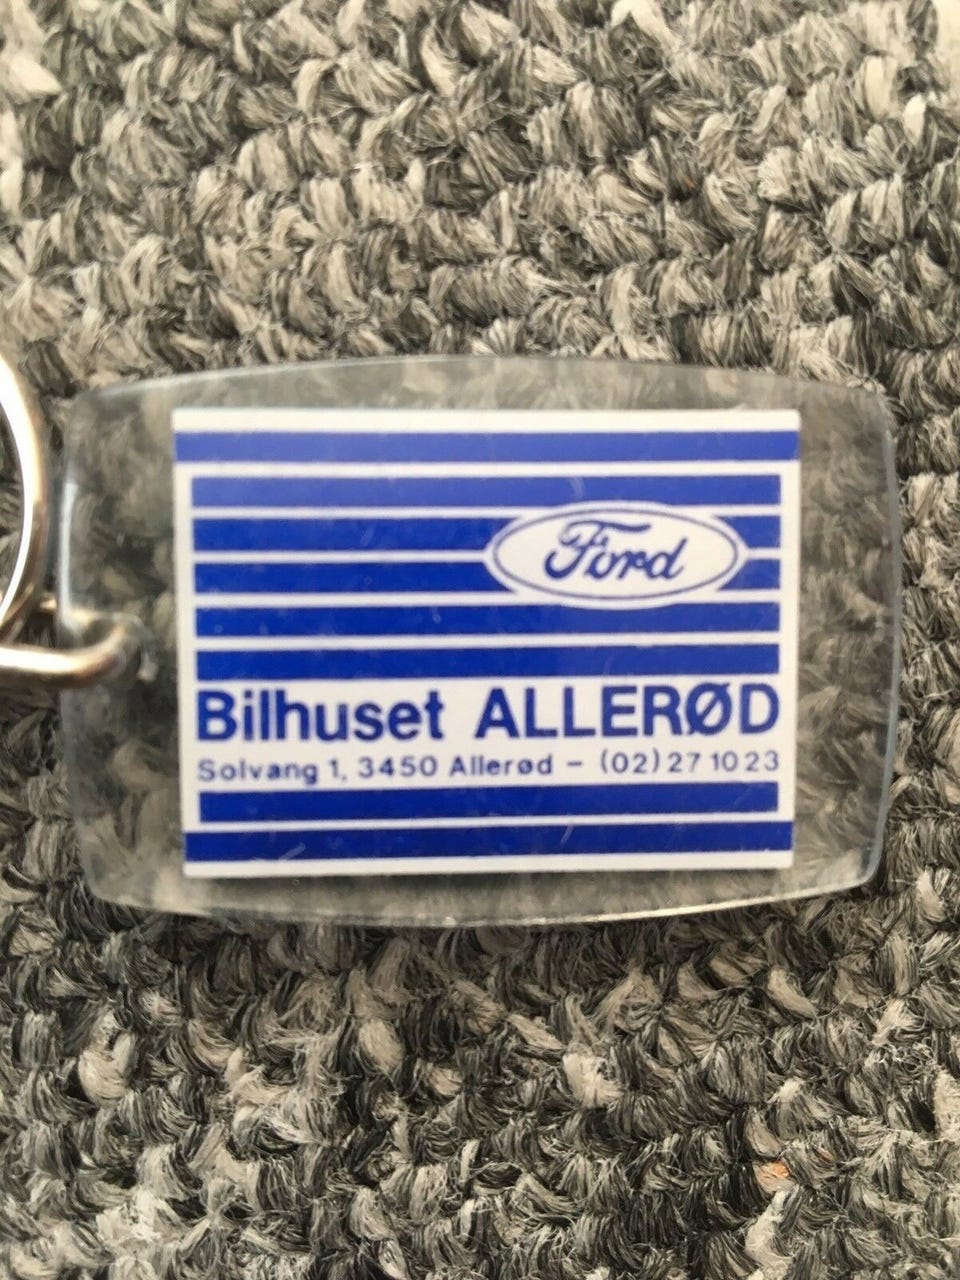 Ford
Bilhuset ALLERØD
Solvang 1, 3450 Allerød – (02) 27 10 23